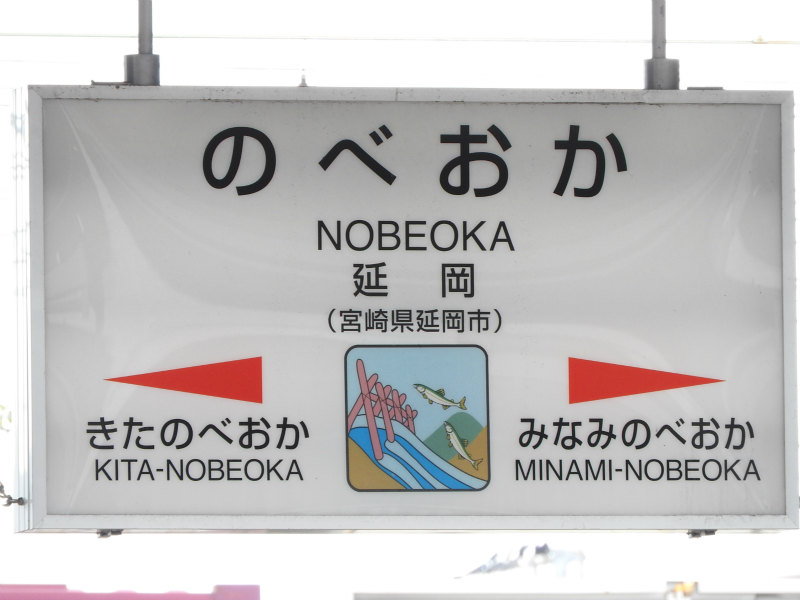 のべおか
NOBEOKA
延岡
（宮崎県延岡市）
きたのべおか
KITA-NOBEOKA
みなみのべおか
MINAMI-NOBEOKA